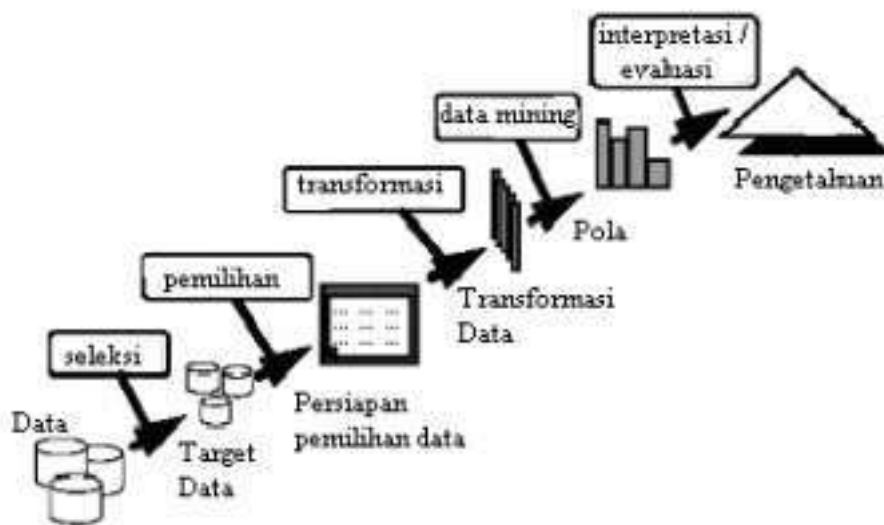 interpretasi /
evaluasi
data mining
transformasi
pemilihan
seleksi
Data
Target
Data
Persiapan
pemilihan data
Transformasi
Data
Pola
Pengetahuan